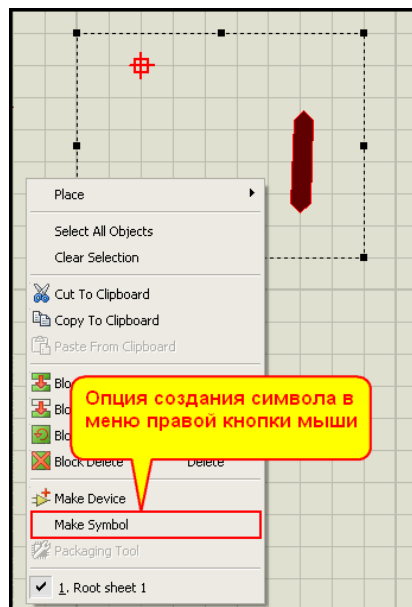 Place
Select All Objects
Clear Selection
Cut To Clipboard
Copy To Clipboard
Paste From Clipboard
Опция создания символа в
меню правой кнопки мыши
Block Delete Delete
Make Device
Make Symbol
Packaging Tool
1. Root sheet 1